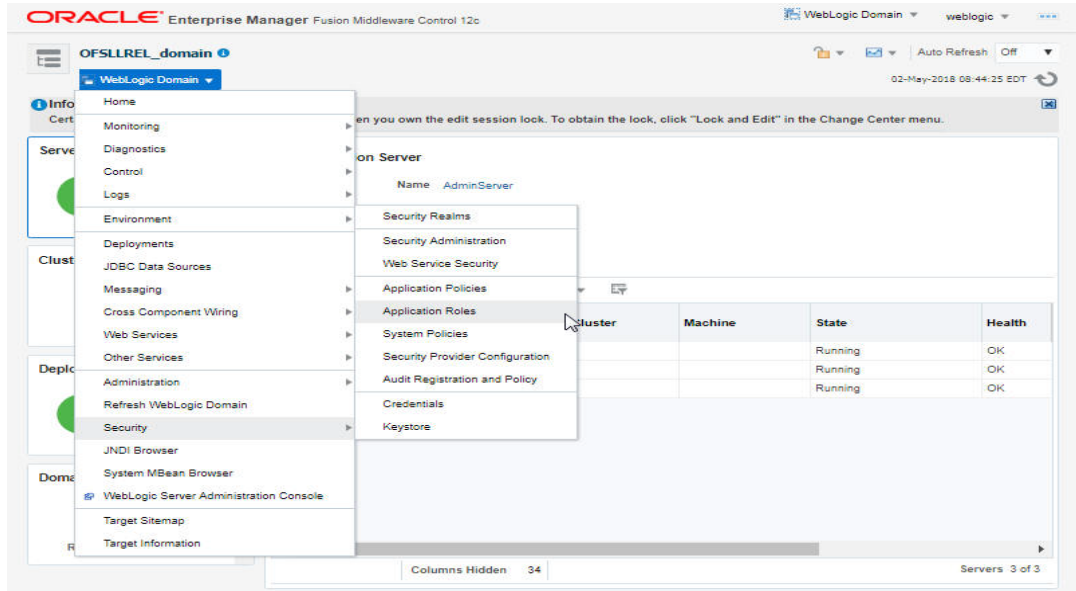 ORACLE Enterprise Manager Fusion Middleware Control 12c
WebLogic Domain
weblogic
OFSLLREL_domain
Auto Refresh Off
WebLogic Domain
02-May-2018 08:44:25 EDT
Info
Cert
en you own the edit session lock. To obtain the lock, click "Lock and Edit" in the Change Center menu.
Home
Monitoring
Diagnostics
Control
Logs
Environment
Deployments
JDBC Data Sources
Messaging
Cross Component Wiring
Web Services
Other Services
Administration
Refresh WebLogic Domain
Security
JNDI Browser
System MBean Browser
WebLogic Server Administration Console
Target Sitemap
Target Information
Security Realms
Security Administration
Web Service Security
Application Policies
Application Roles
System Policies
Security Provider Configuration
Audit Registration and Policy
Credentials
Keystore
Serve
Clust
Deplo
Doma
R
on Server
Name AdminServer
Cluster Machine State Health
Running OK
Running OK
Running OK
Columns Hidden 34
Servers 3 of 3